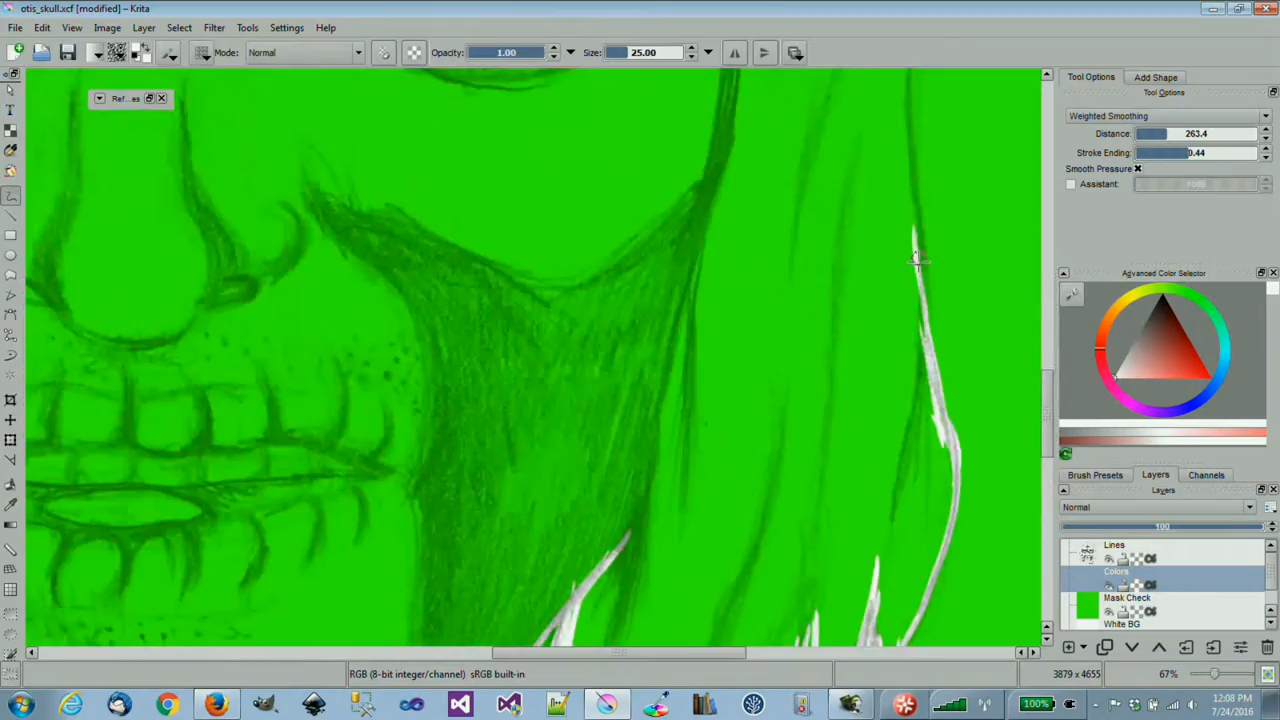 otis_skull.xcf [modified] – Krita
File Edit View Image Layer Select Filter Tools Settings Help
Mode: Normal Opacity: 1.00 Size: 25.00
Ref...es
Tool Options Add Shape
Tool Options
Weighted Smoothing
Distance: 263.4
Stroke Ending: 0.44
Smooth Pressure
Assistant:
Advanced Color Selector
Brush Presets Layers Channels
Layers
Normal
100
Lines
Colors
Mask Check
White BG
RGB (8-bit integer/channel) sRGB built-in 3879 x 4655 67%
100% 12:08 PM
7/24/2016